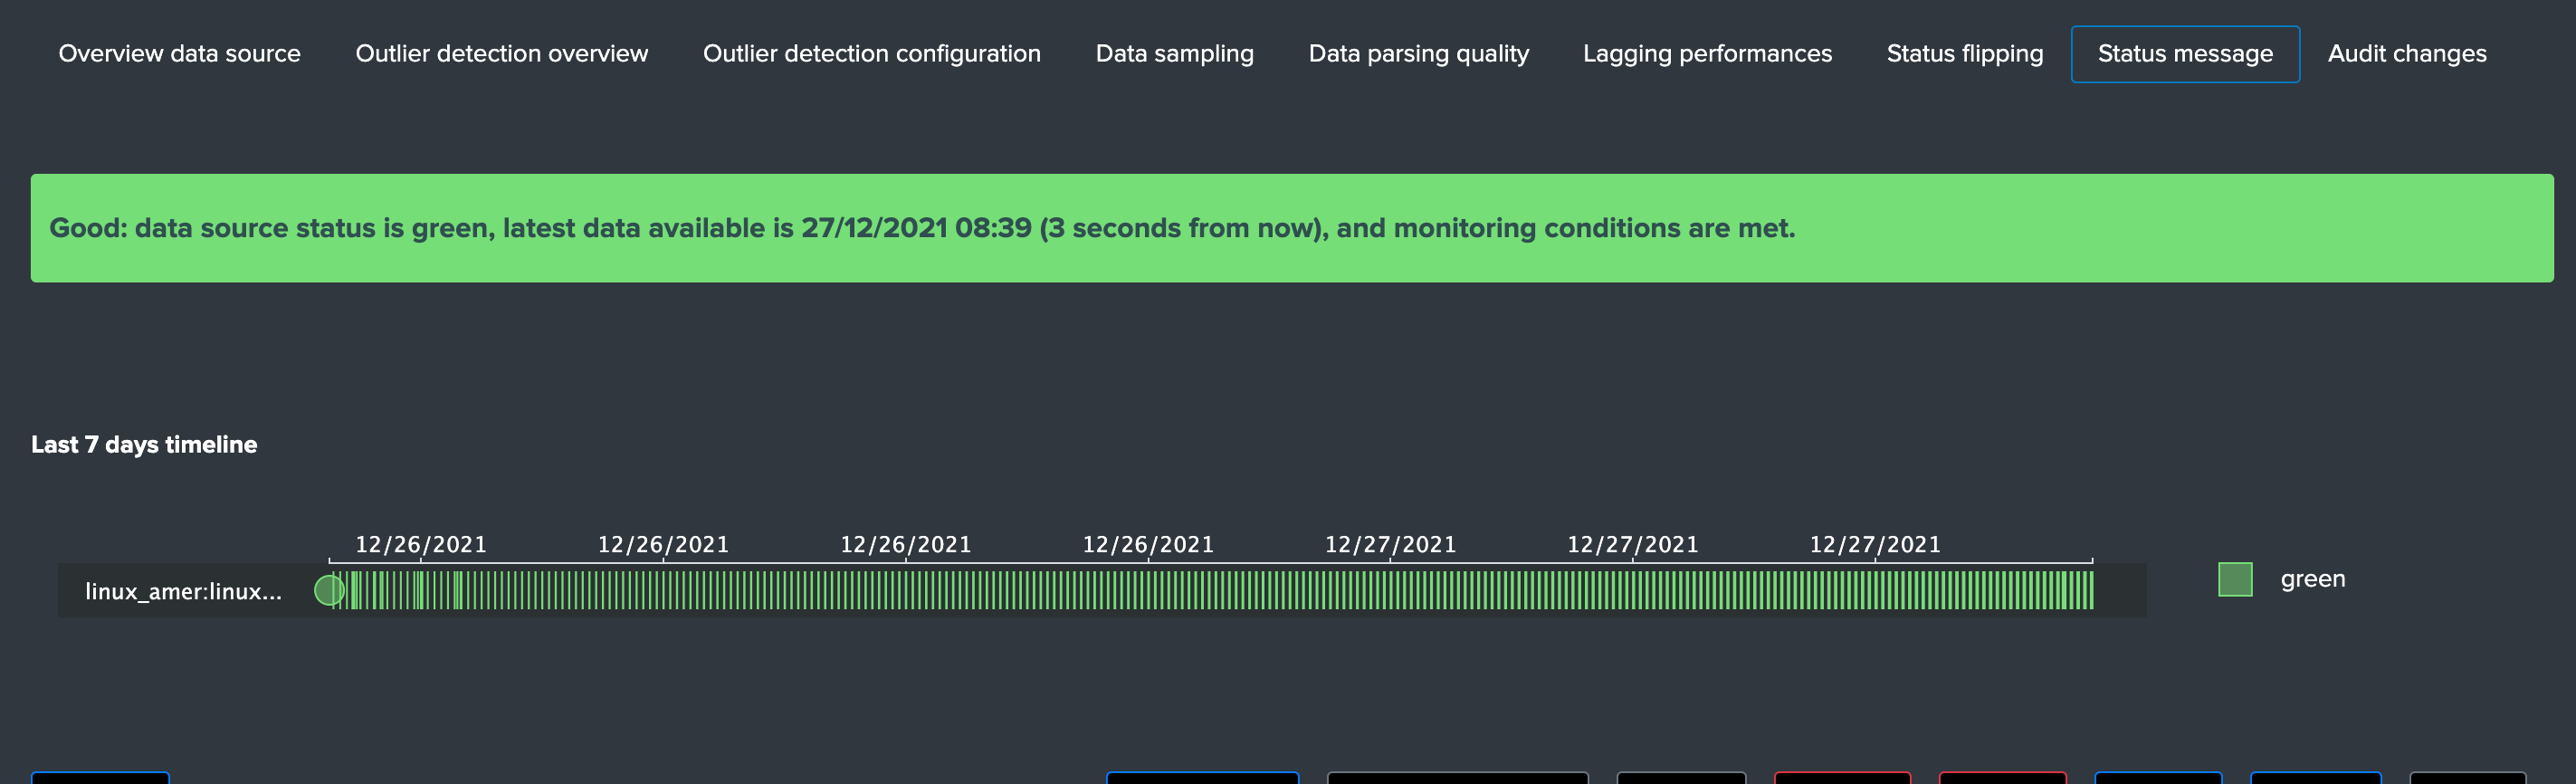 Overview data source Outlier detection overview Outlier detection configuration Data sampling Data parsing quality Lagging performances Status flipping Status message Audit changes
Good: data source status is green, latest data available is 27/12/2021 08:39 (3 seconds from now), and monitoring conditions are met.
Last 7 days timeline
12/26/2021 12/26/2021 12/26/2021 12/26/2021 12/27/2021 12/27/2021 12/27/2021
linux_amer:linux... green